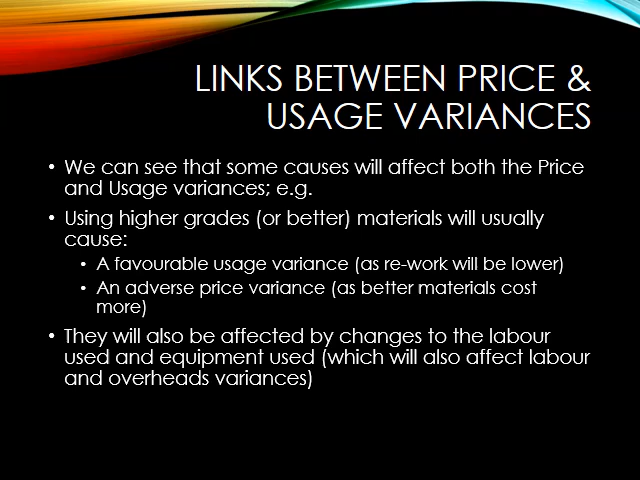 LINKS BETWEEN PRICE &
USAGE VARIANCES
• We can see that some causes will affect both the Price
and Usage variances; e.g.
• Using higher grades (or better) materials will usually
cause:
• A favourable usage variance (as re-work will be lower)
• An adverse price variance (as better materials cost
more)
• They will also be affected by changes to the labour
used and equipment used (which will also affect labour
and overheads variances)